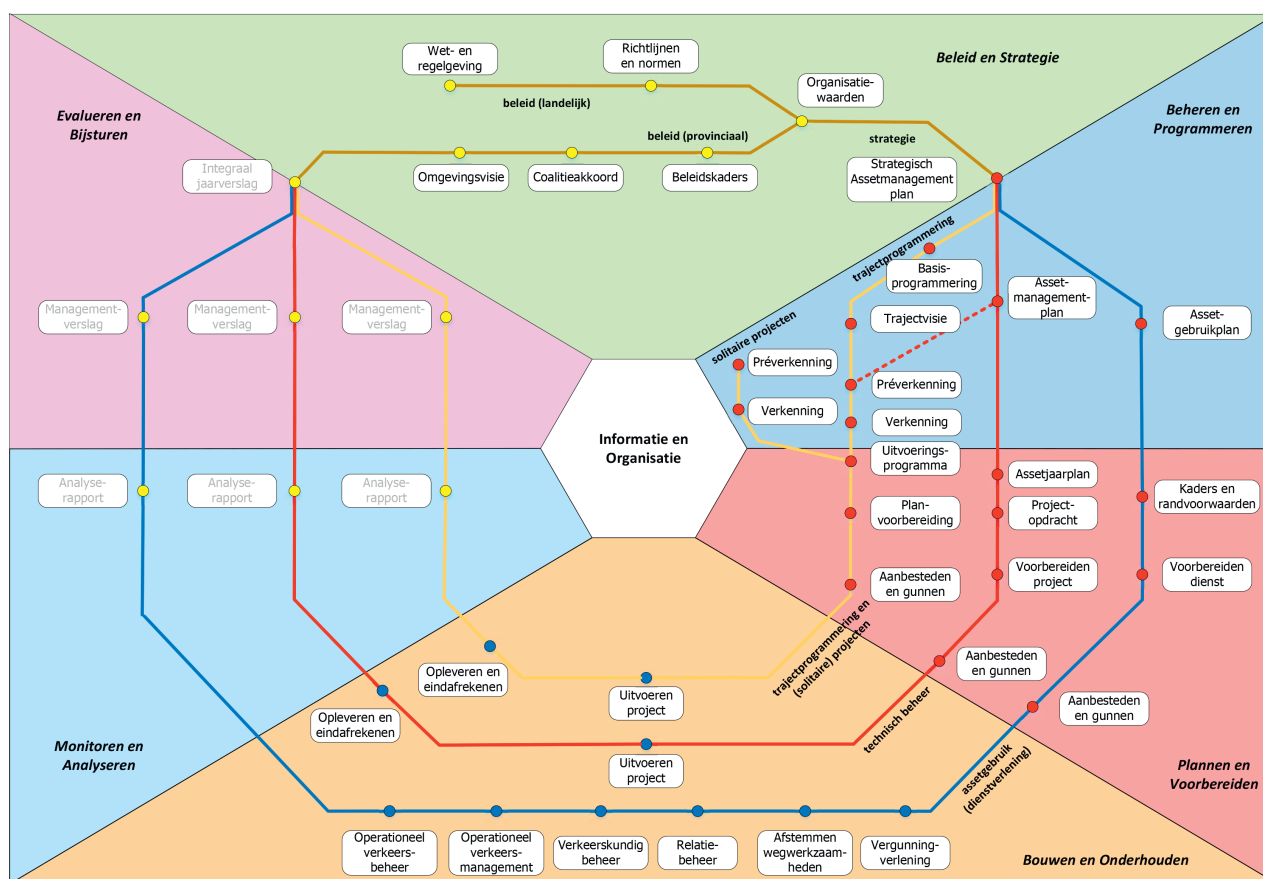 Beleid en Strategie
Wet- en
regelgeving
Richtlijnen
en normen
Organisatie-
waarden
beleid (landelijk)
beleid (provinciaal)
strategie
Omgevingsvisie
Coalitieakkoord
Beleidskaders
Strategisch
Assetmanagement
plan
Evalueren en
Bijsturen
Integraal
jaarverslag
Management-
verslag
Management-
verslag
Management-
verslag
Beheren en
Programmeren
trajectprogrammering
Basis-
programmering
Asset-
management-
plan
Trajectvisie
Asset-
gebruikplan
solitaire projecten
Préverkenning
Préverkenning
Verkenning
Verkenning
Uitvoerings-
programma
Informatie en
Organisatie
Analyse-
rapport
Analyse-
rapport
Analyse-
rapport
Assetjaarplan
Kaders en
randvoorwaarden
Plan-
voorbereiding
Project-
opdracht
Aanbesteden
en gunnen
Voorbereiden
project
Voorbereiden
dienst
trajectprogrammering en
(solitaire) projecten
Aanbesteden
en gunnen
Aanbesteden
en gunnen
technisch beheer
assetgebruik
(dienstverlening)
Plannen en
Voorbereiden
Opleveren en
eindafrekenen
Uitvoeren
project
Opleveren en
eindafrekenen
Uitvoeren
project
Monitoren en
Analyseren
Operationeel
verkeers-
beheer
Operationeel
verkeers-
management
Verkeerskundig
beheer
Relatie-
beheer
Afstemmen
wegwerkzaam-
heden
Vergunning-
verlening
Bouwen en Onderhouden